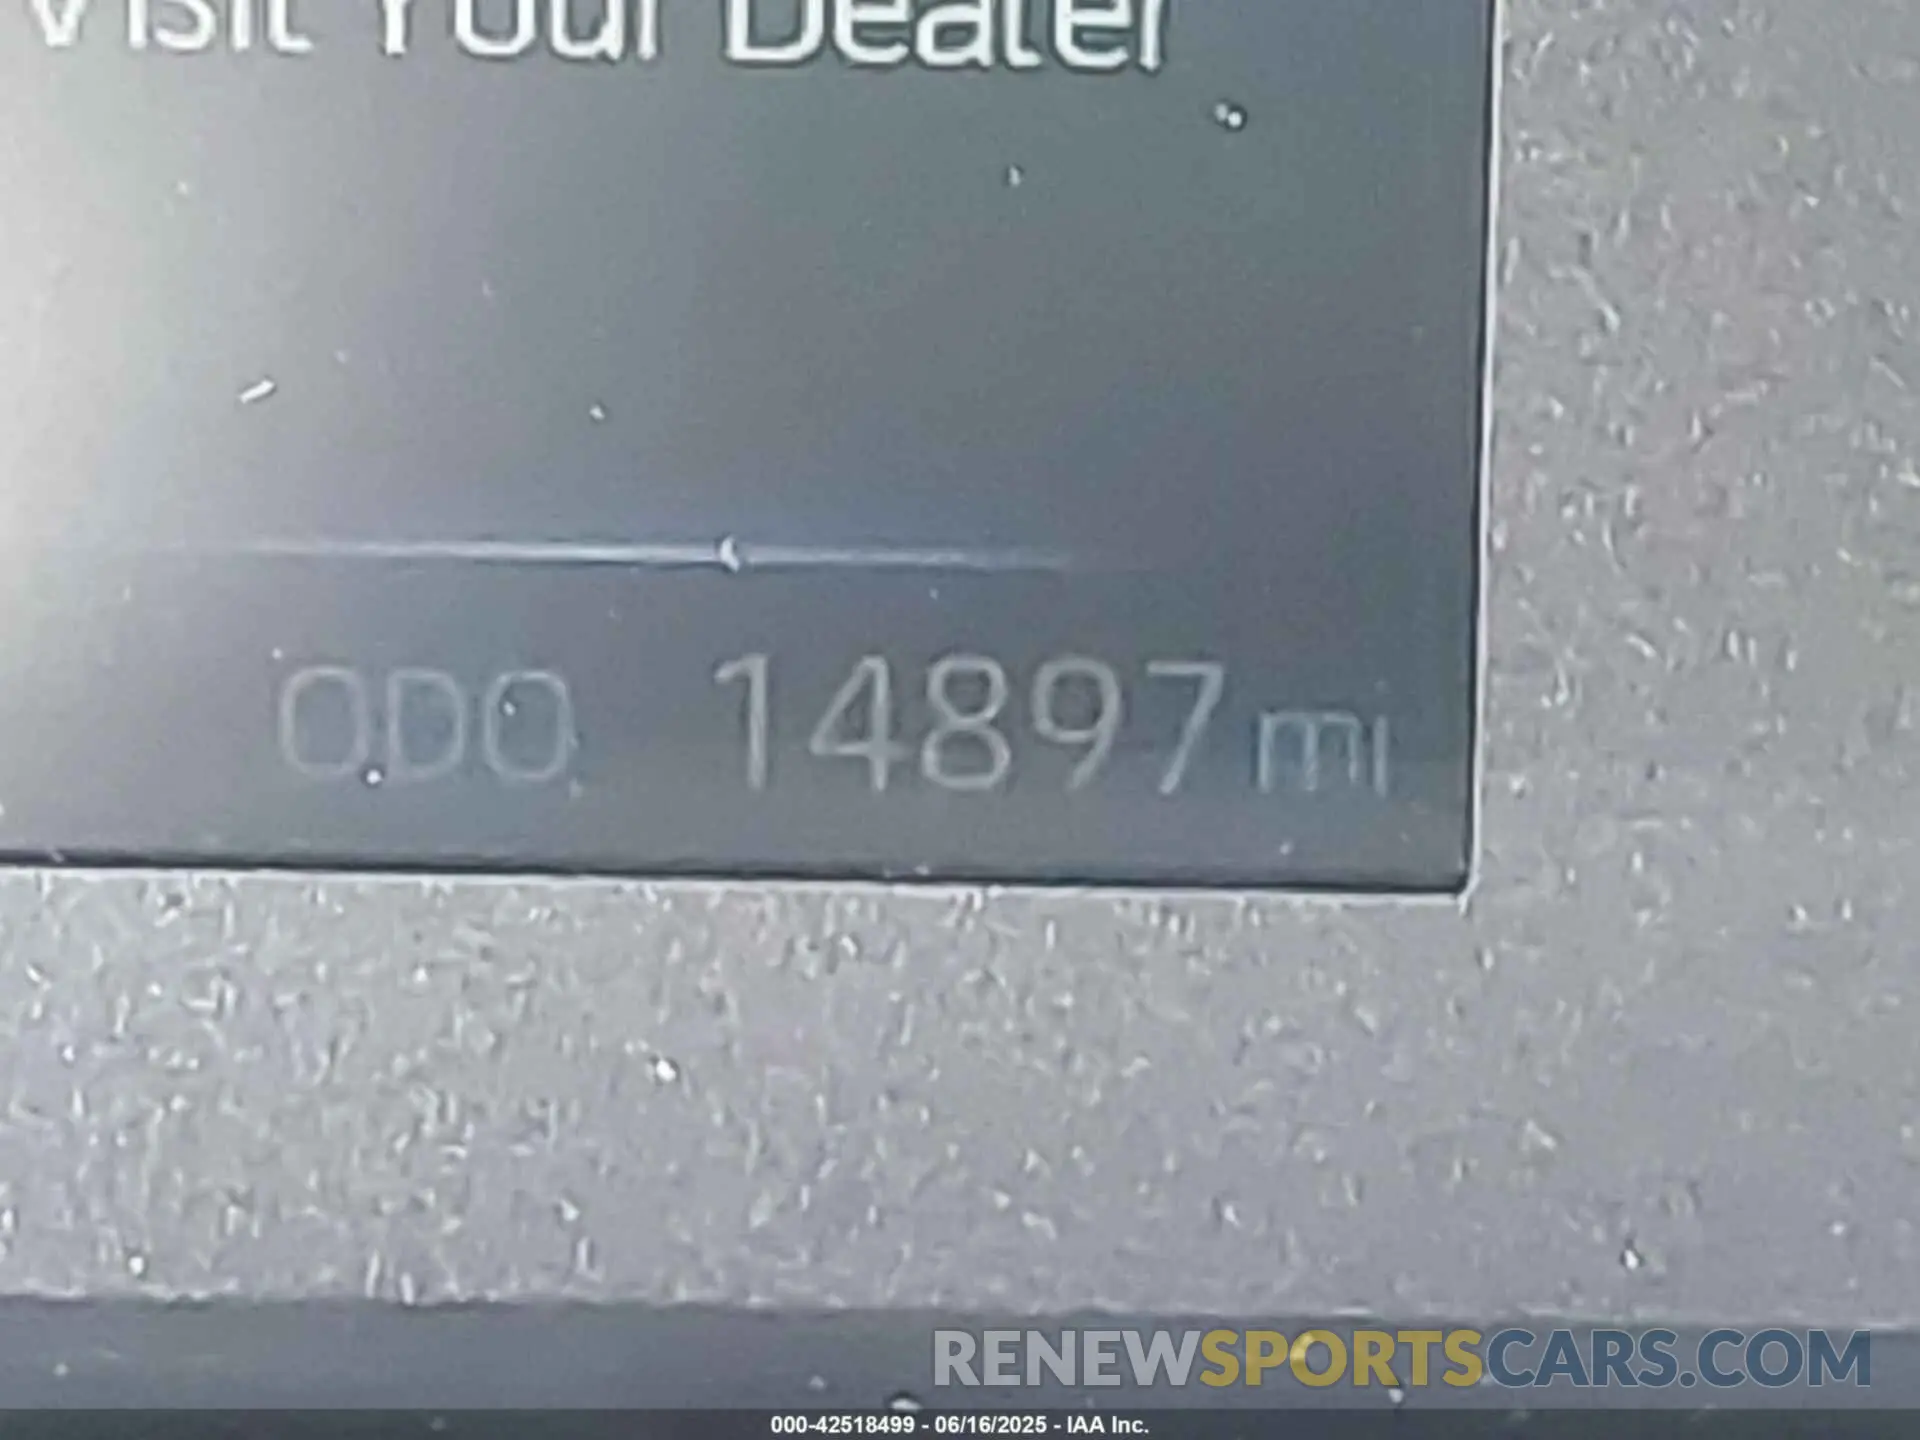 Visit Your Dealer
ODO 14897 mi
RENEWSPORTSCARS.COM
000-42518499 - 06/16/2025 - IAA Inc.